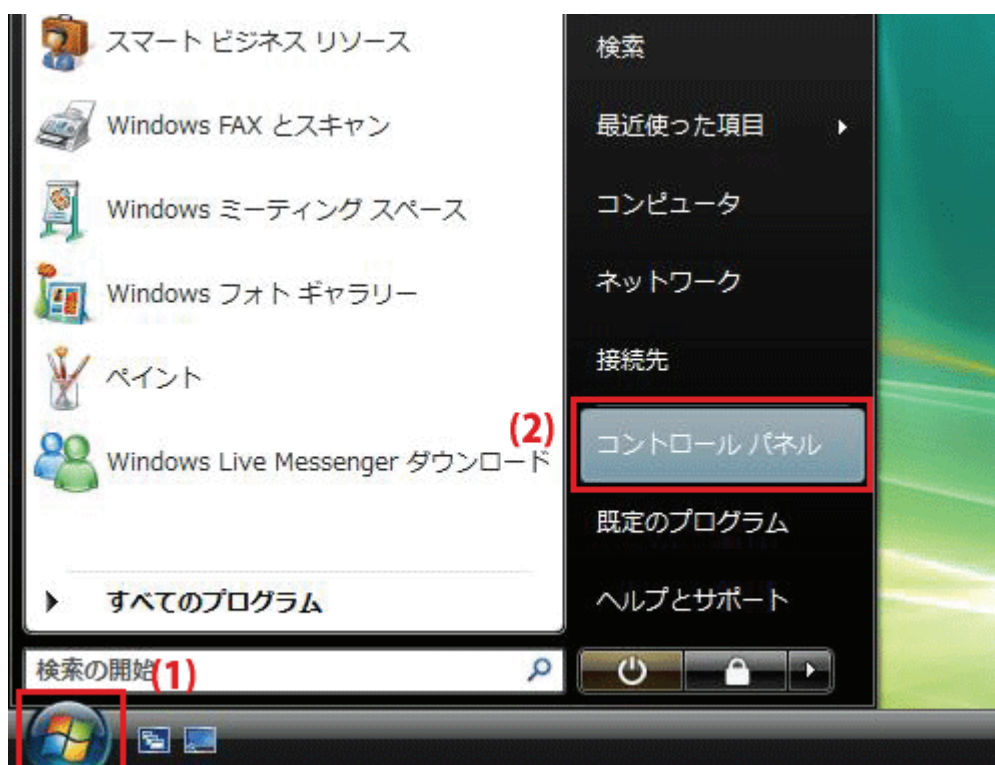 スマート ビジネス リソース
Windows FAX とスキャン
Windows ミーティング スペース
Windows フォト ギャラリー
ペイント
Windows Live Messenger ダウンロード
すべてのプログラム
検索の開始
(1)
検索
最近使った項目
コンピュータ
ネットワーク
接続先
(2)
コントロール パネル
既定のプログラム
ヘルプとサポート